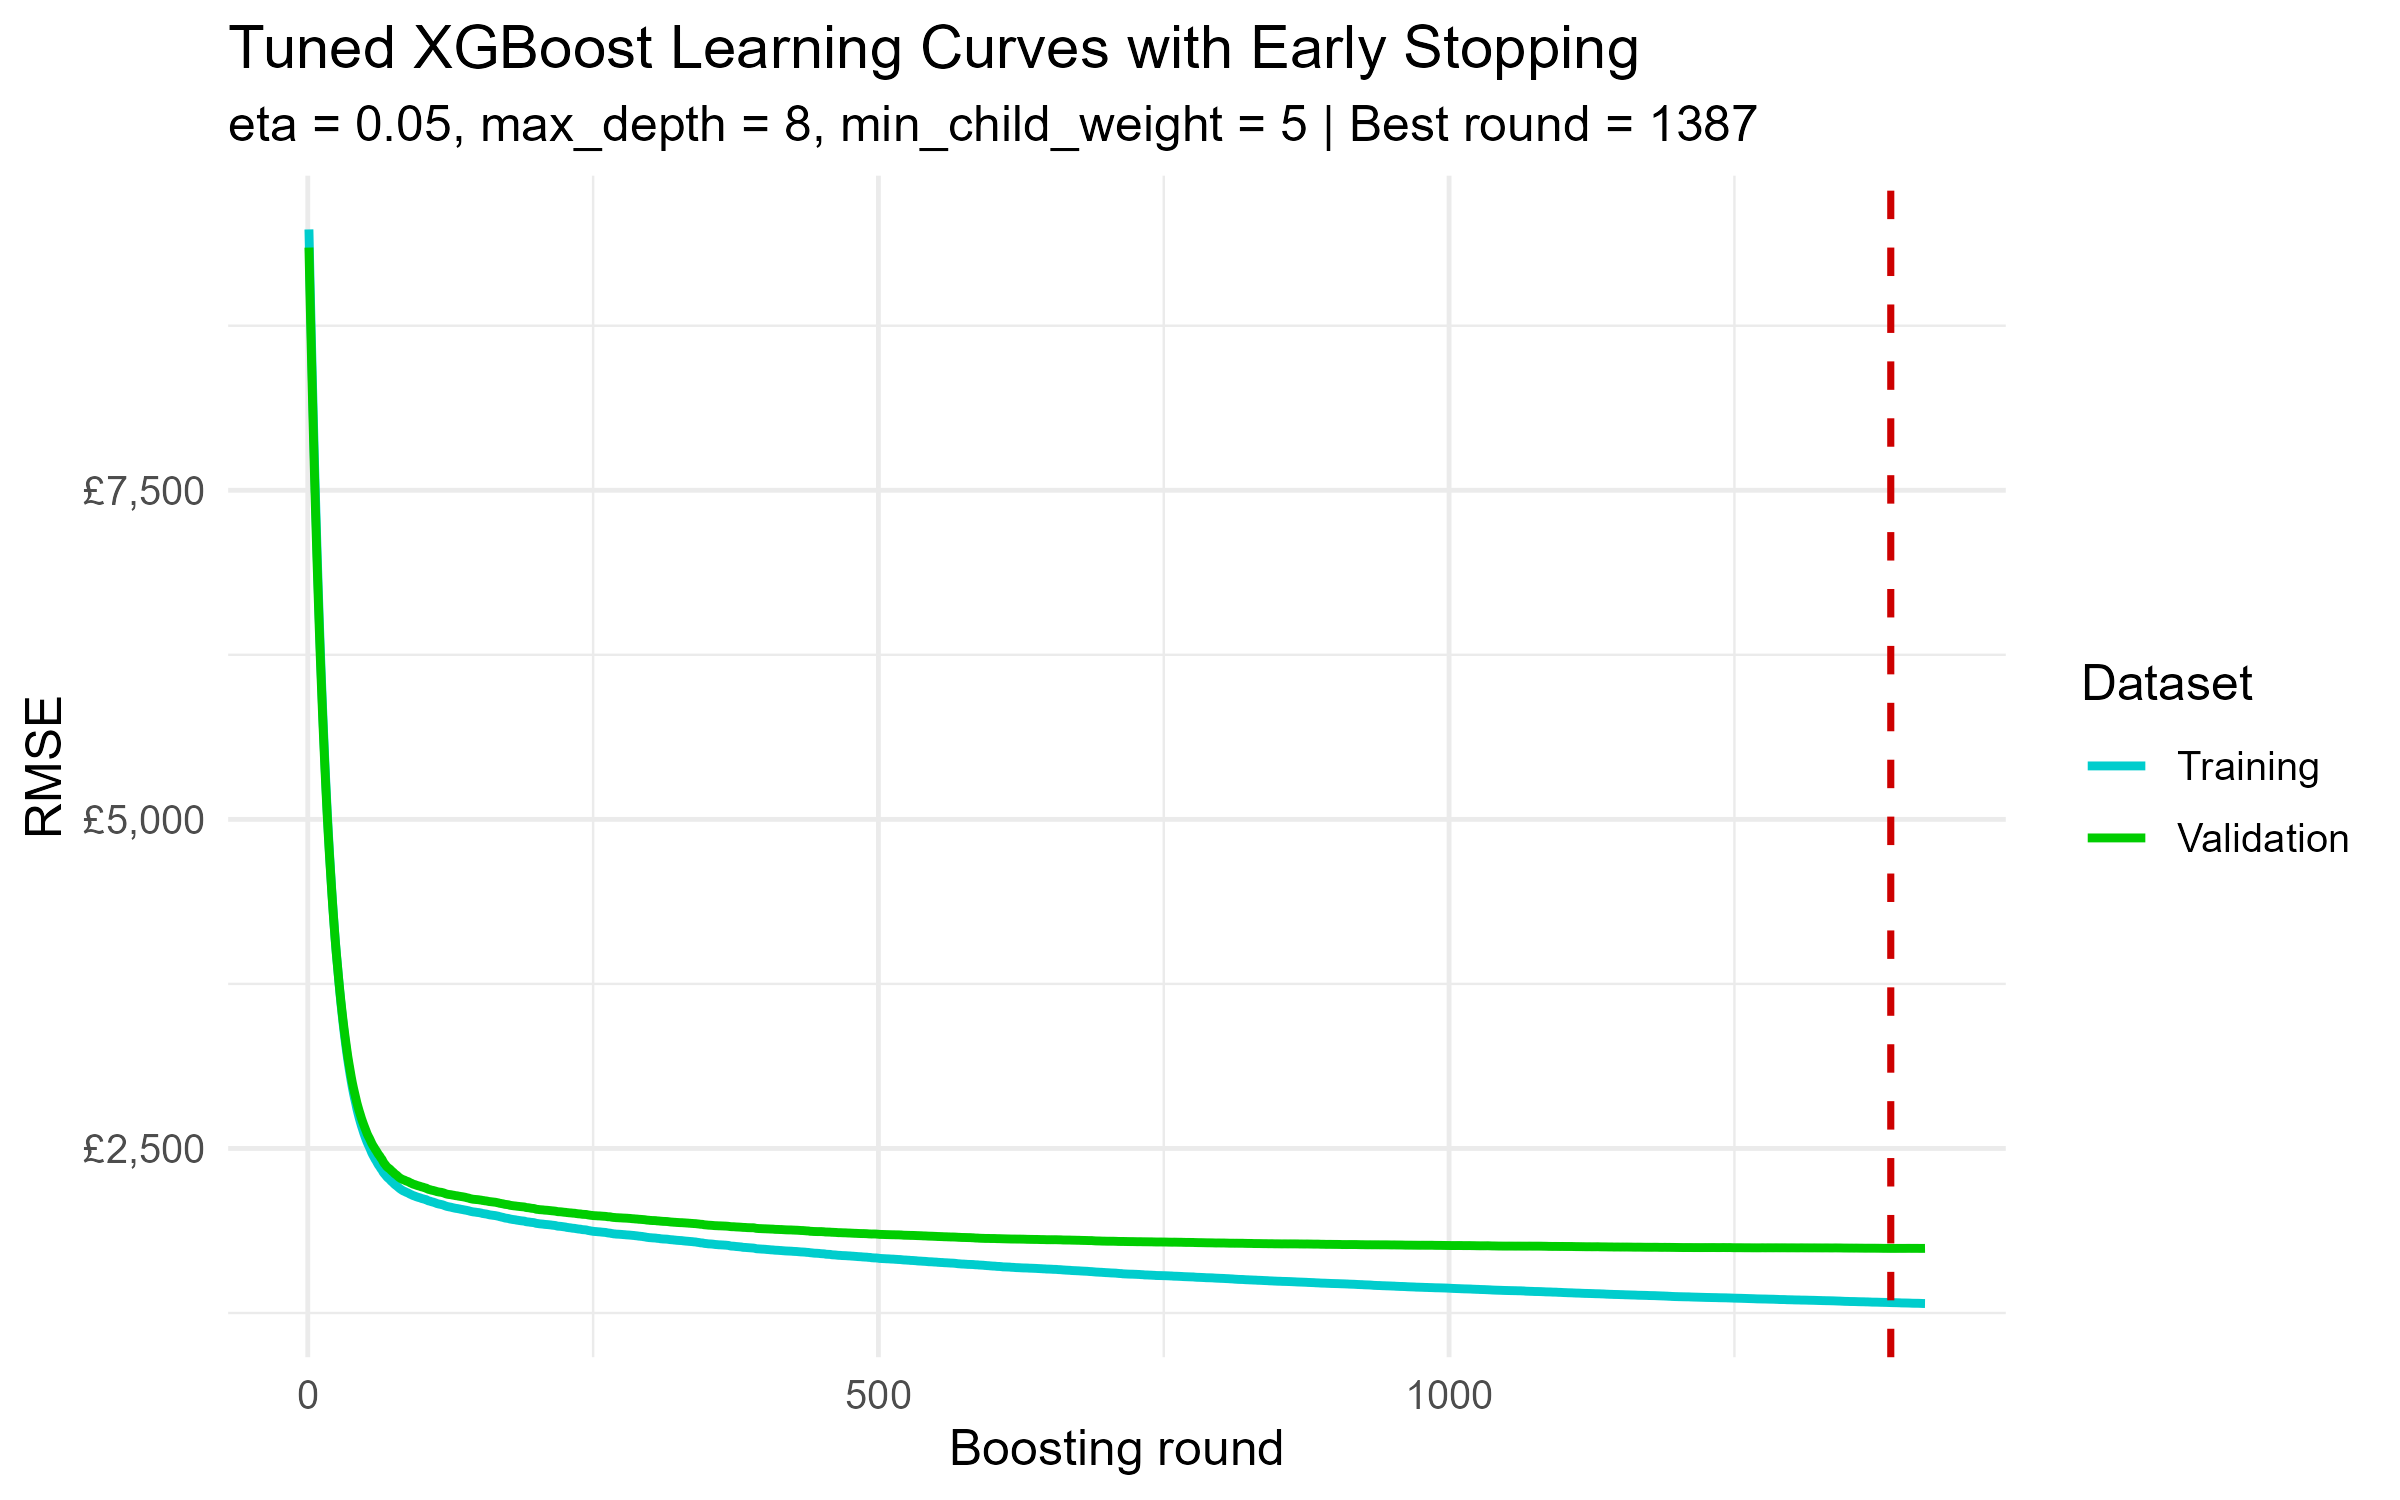 Tuned XGBoost Learning Curves with Early Stopping
eta = 0.05, max_depth = 8, min_child_weight = 5 | Best round = 1387
RMSE
£7,500
£5,000
£2,500
0
500
1000
Boosting round
Dataset
Training
Validation